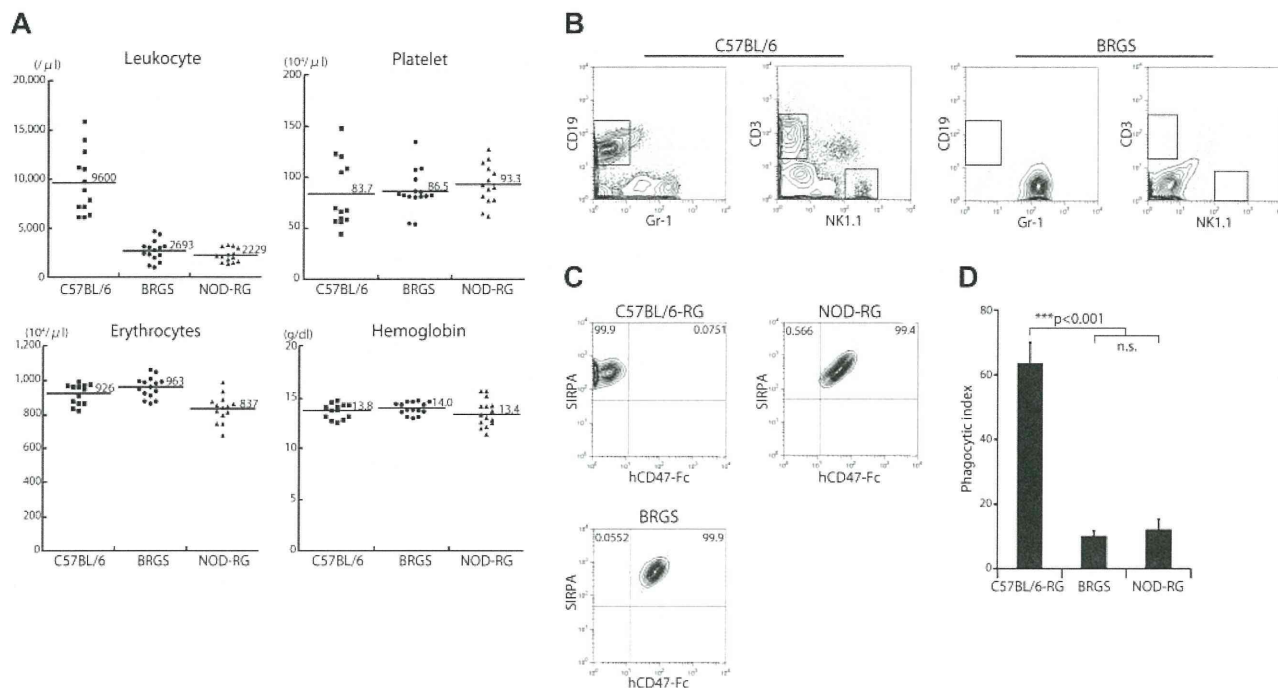 A
Leukocyte
(/μl)
20,000
15,000
10,000
5,000
0
9600
2693
2229
C57BL/6 BRGS NOD-RG
Platelet
(10⁴/μl)
200
150
100
50
0
83.7
86.5
93.3
C57BL/6 BRGS NOD-RG
Erythrocytes
(10⁴/μl)
1,200
1,000
800
600
400
200
0
926
963
837
C57BL/6 BRGS NOD-RG
Hemoglobin
(g/dl)
20
15
10
5
0
13.8
14.0
13.4
C57BL/6 BRGS NOD-RG
B
C57BL/6 BRGS
CD19
Gr-1
CD3
NK1.1
CD19
Gr-1
CD3
NK1.1
C
C57BL/6-RG
99.9 0.0751
SIRPA
hCD47-Fc
NOD-RG
0.566 99.4
SIRPA
hCD47-Fc
BRGS
0.0552 99.9
SIRPA
hCD47-Fc
D
80
60
40
20
0
Phagocytic index
***p<0.001
n.s.
C57BL/6-RG BRGS NOD-RG